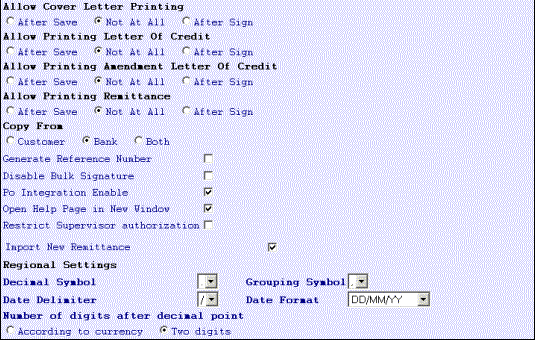 Allow Cover Letter Printing
After Save Not At All After Sign
Allow Printing Letter Of Credit
After Save Not At All After Sign
Allow Printing Amendment Letter Of Credit
After Save Not At All After Sign
Allow Printing Remittance
After Save Not At All After Sign
Copy From
Customer Bank Both
Generate Reference Number
Disable Bulk Signature
Po Integration Enable
Open Help Page in New Window
Restrict Supervisor authorization
Import New Remittance
Regional Settings
Decimal Symbol . Grouping Symbol .
Date Delimiter / Date Format DD/MM/YY
Number of digits after decimal point
According to currency Two digits